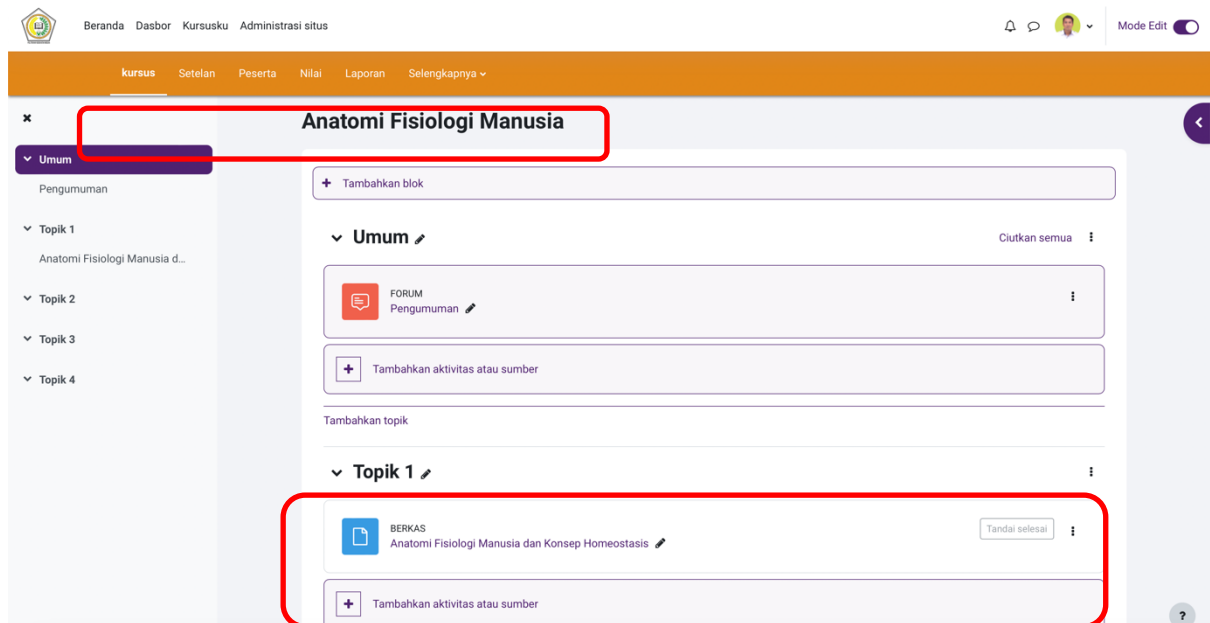 Beranda Dasbor Kursusku Administrasi situs
Mode Edit
kursus Setelan Peserta Nilai Laporan Selengkapnya
Anatomi Fisiologi Manusia
Umum
Pengumuman
Topik 1
Anatomi Fisiologi Manusia d...
Topik 2
Topik 3
Topik 4
Tambahkan blok
Umum
Ciutkan semua
FORUM
Pengumuman
Tambahkan aktivitas atau sumber
Tambahkan topik
Topik 1
BERKAS
Anatomi Fisiologi Manusia dan Konsep Homeostasis
Tandai selesai
Tambahkan aktivitas atau sumber
?